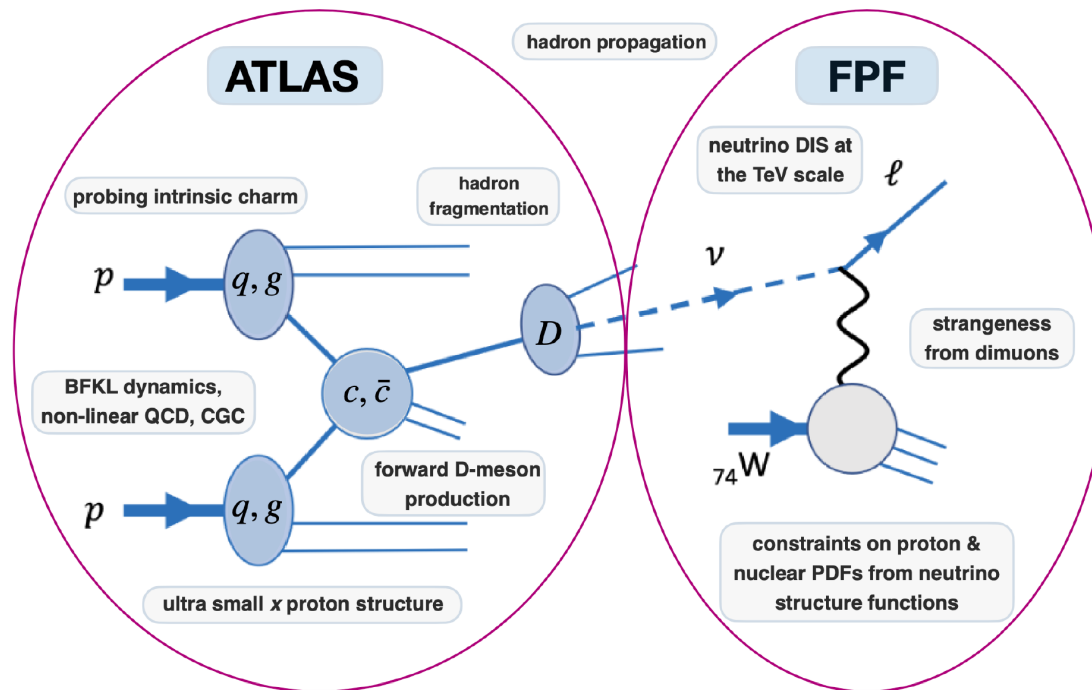 hadron propagation
ATLAS
FPF
neutrino DIS at
the TeV scale
ℓ
hadron
fragmentation
probing intrinsic charm
p
q, g
ν
D
strangeness
from dimuons
BFKL dynamics,
non-linear QCD, CGC
c, c̄
forward D-meson
production
₇₄W
p
q, g
constraints on proton &
nuclear PDFs from neutrino
structure functions
ultra small x proton structure